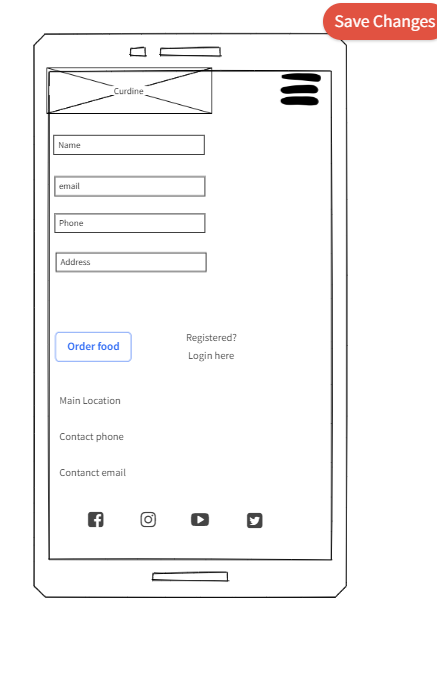 Save Changes
Curdine
Name
email
Phone
Address
Order food
Registered?
Login here
Main Location
Contact phone
Contanct email